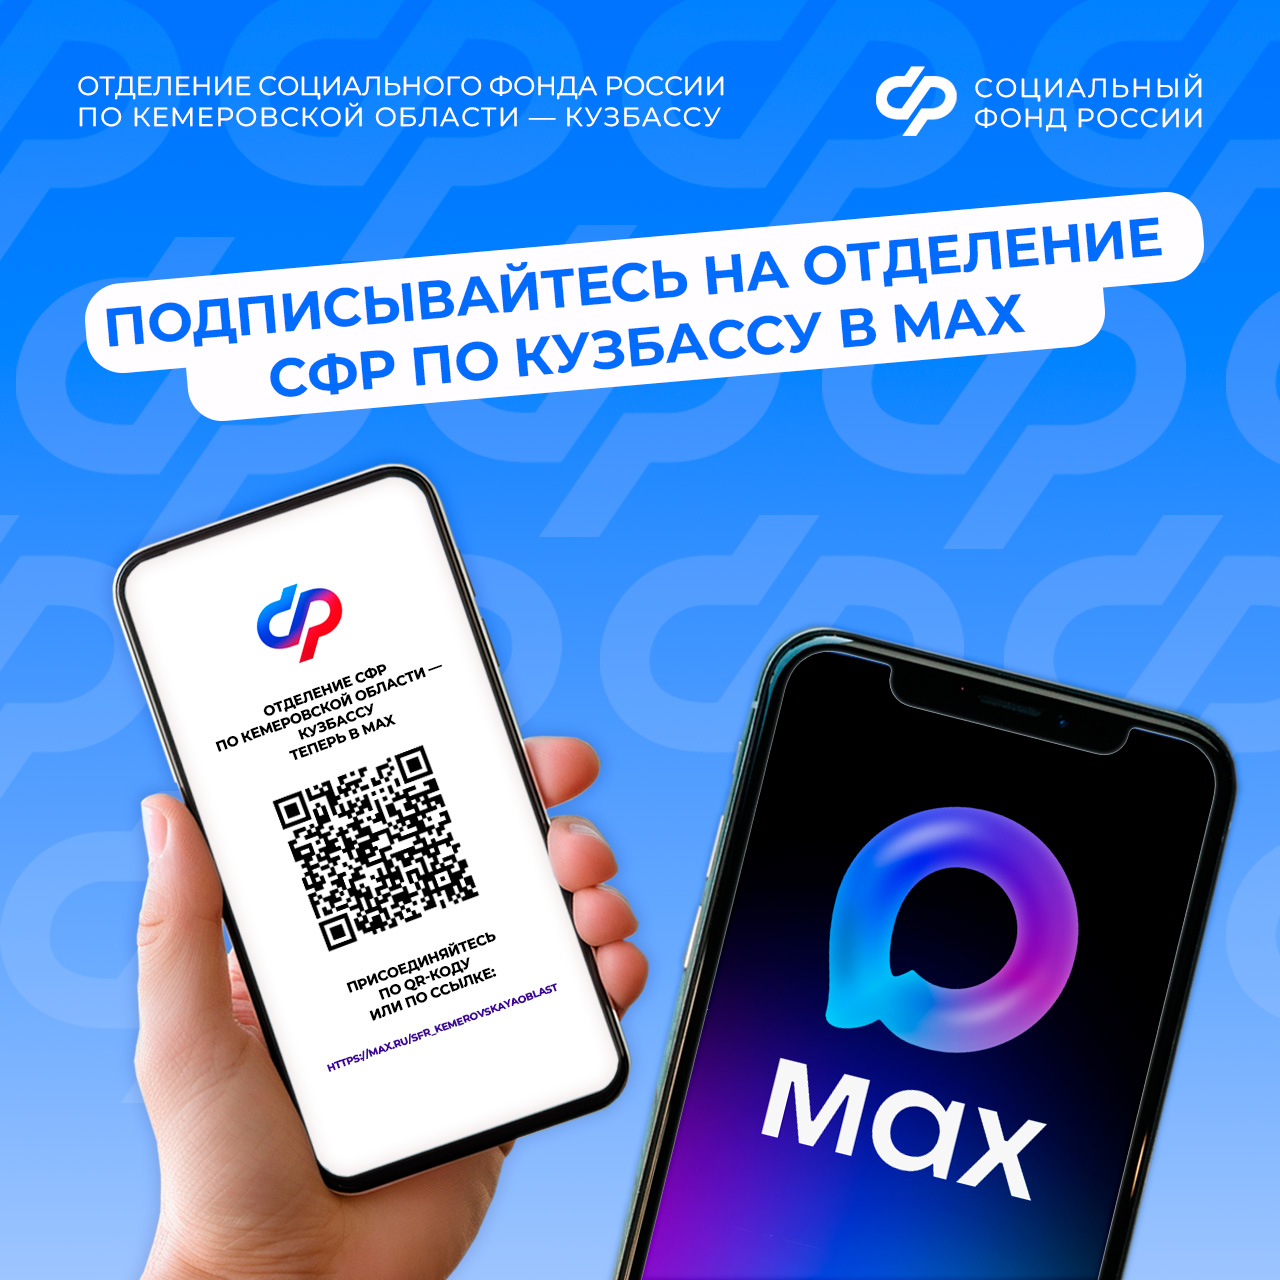 ОТДЕЛЕНИЕ СОЦИАЛЬНОГО ФОНДА РОССИИ
ПО КЕМЕРОВСКОЙ ОБЛАСТИ — КУЗБАССУ
СОЦИАЛЬНЫЙ
ФОНД РОССИИ
ПОДПИСЫВАЙТЕСЬ НА ОТДЕЛЕНИЕ
СФР ПО КУЗБАССУ В MAX
ОТДЕЛЕНИЕ СФР
ПО КЕМЕРОВСКОЙ ОБЛАСТИ —
КУЗБАССУ
ТЕПЕРЬ В MAX
ПРИСОЕДИНЯЙТЕСЬ
ПО QR-КОДУ
ИЛИ ПО ССЫЛКЕ:
HTTPS://MAX.RU/SFR_KEMEROVSKAYAOBLAST
мах